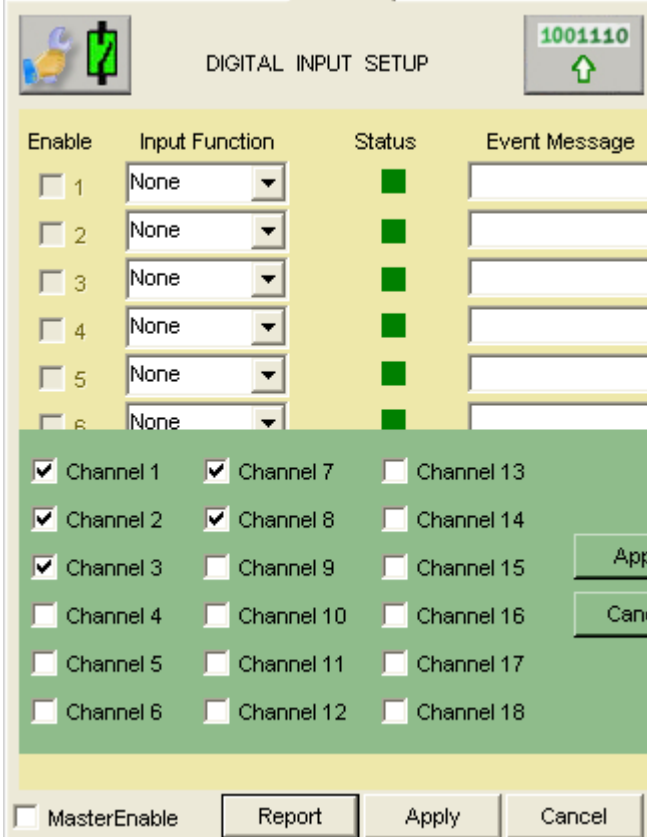 1001110
DIGITAL INPUT SETUP
Enable Input Function Status Event Message
1 None
2 None
3 None
4 None
5 None
6 None
Channel 1 Channel 7 Channel 13
Channel 2 Channel 8 Channel 14
Channel 3 Channel 9 Channel 15 App
Channel 4 Channel 10 Channel 16 Canc
Channel 5 Channel 11 Channel 17
Channel 6 Channel 12 Channel 18
MasterEnable Report Apply Cancel